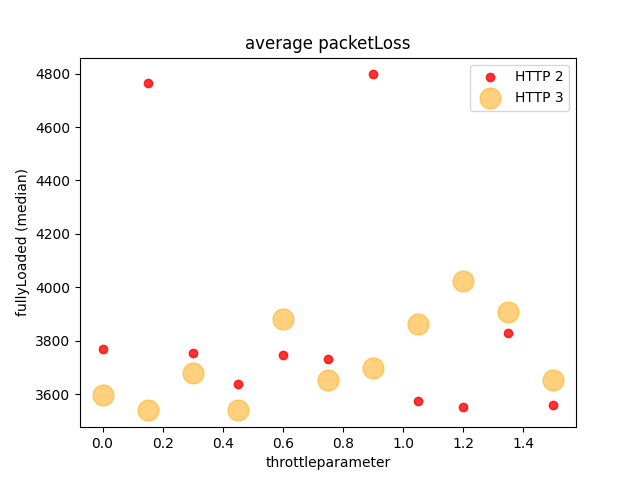 average packetLoss
HTTP 2
HTTP 3
fullyLoaded (median)
4800
4600
4400
4200
4000
3800
3600
0.0 0.2 0.4 0.6 0.8 1.0 1.2 1.4
throttleparameter